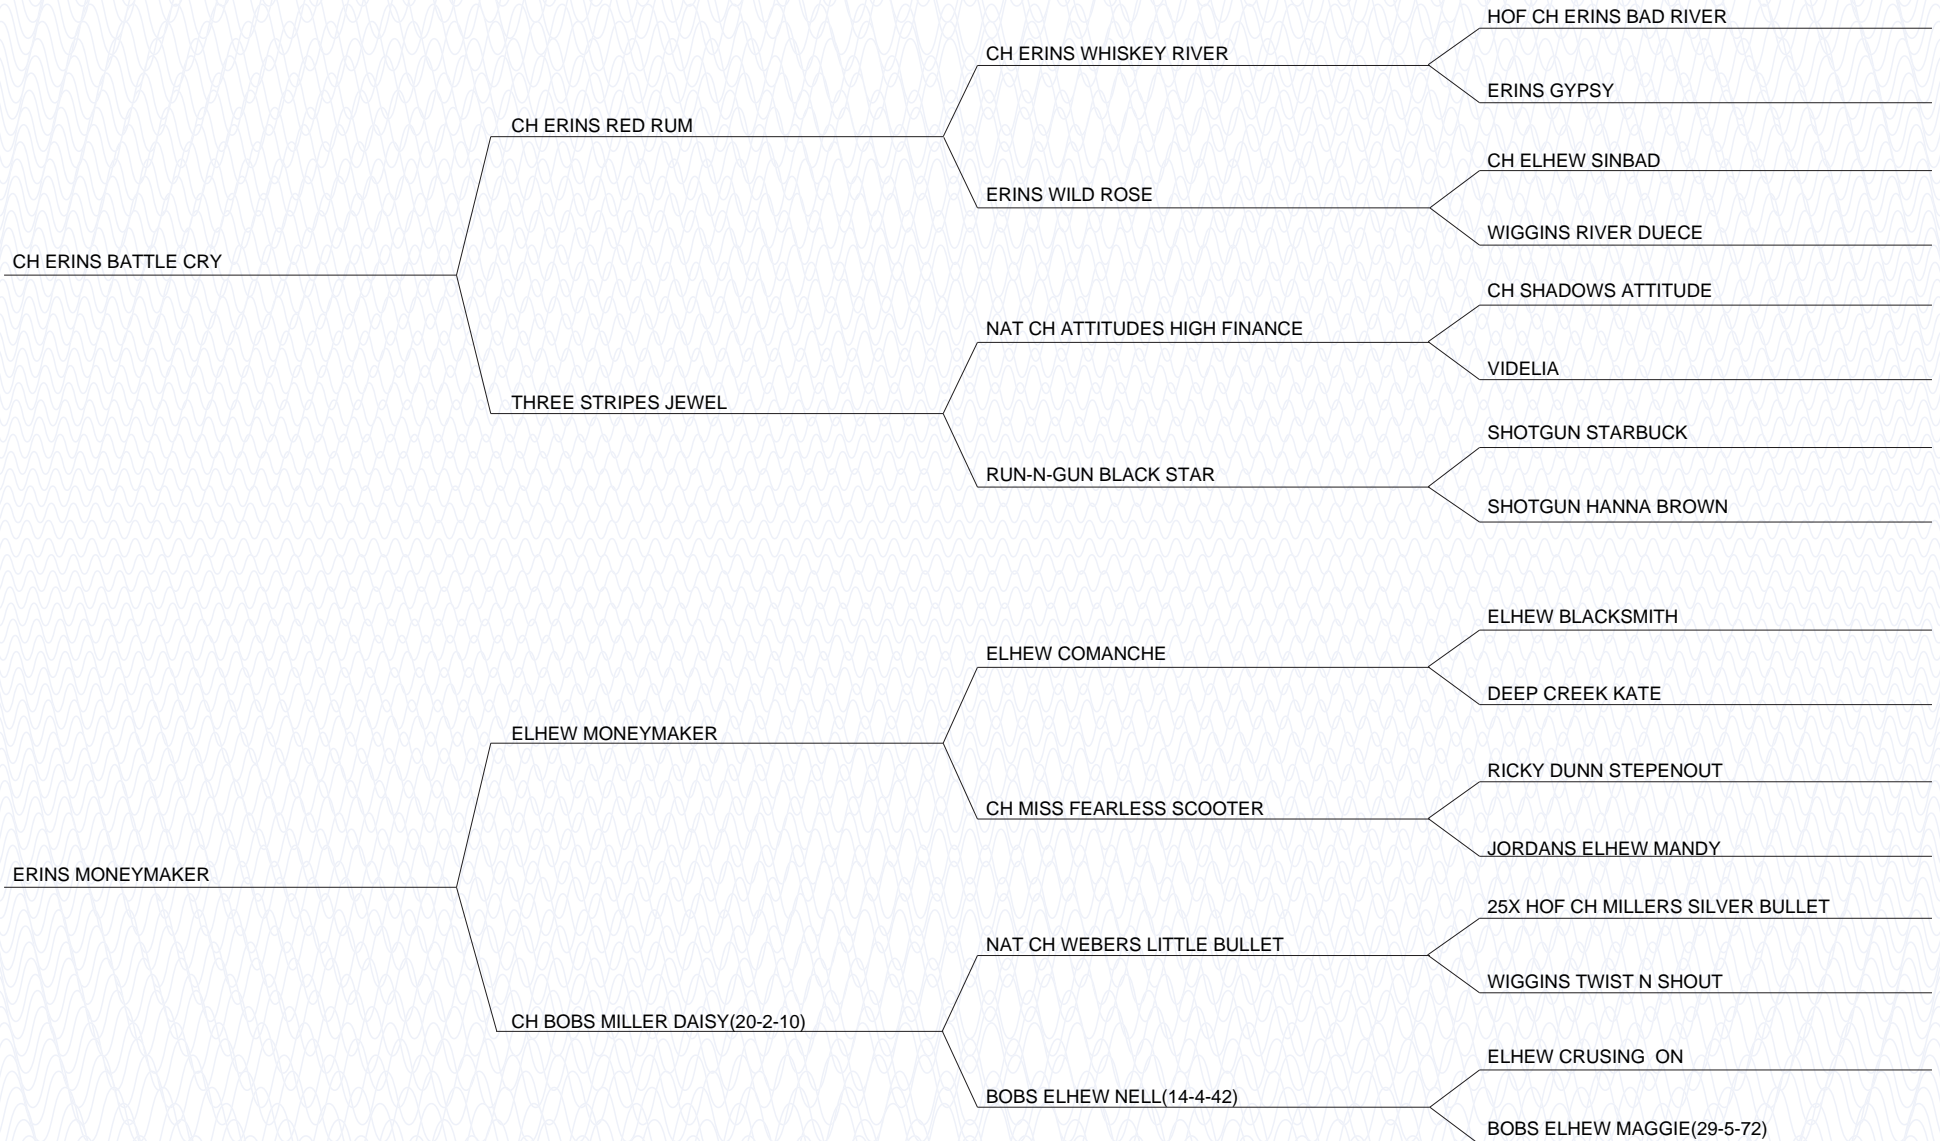 HOF CH ERINS BAD RIVER
CH ERINS WHISKEY RIVER
ERINS GYPSY
CH ERINS RED RUM
CH ELHEW SINBAD
ERINS WILD ROSE
WIGGINS RIVER DUECE
CH ERINS BATTLE CRY
CH SHADOWS ATTITUDE
NAT CH ATTITUDES HIGH FINANCE
VIDELIA
THREE STRIPES JEWEL
SHOTGUN STARBUCK
RUN-N-GUN BLACK STAR
SHOTGUN HANNA BROWN
ELHEW BLACKSMITH
ELHEW COMANCHE
DEEP CREEK KATE
ELHEW MONEYMAKER
RICKY DUNN STEPENOUT
CH MISS FEARLESS SCOOTER
JORDANS ELHEW MANDY
ERINS MONEYMAKER
25X HOF CH MILLERS SILVER BULLET
NAT CH WEBERS LITTLE BULLET
WIGGINS TWIST N SHOUT
CH BOBS MILLER DAISY(20-2-10)
ELHEW CRUSING  ON
BOBS ELHEW NELL(14-4-42)
BOBS ELHEW MAGGIE(29-5-72)